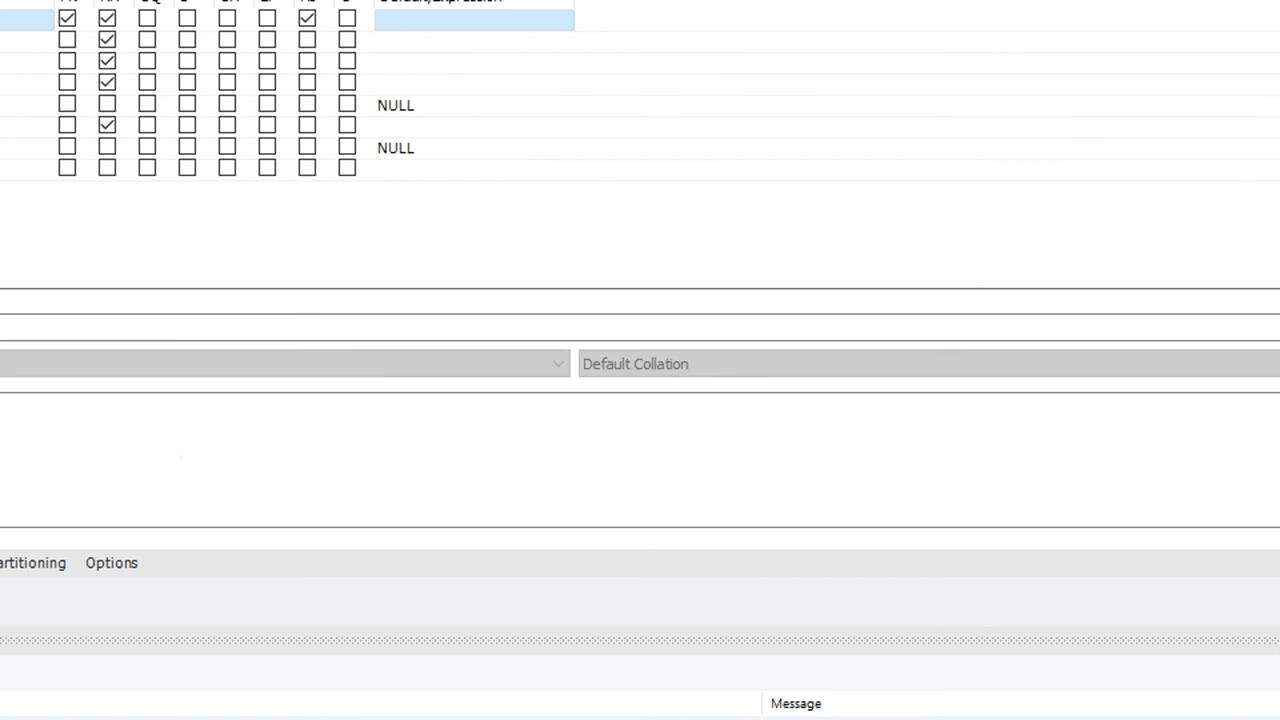 NULL
NULL
Default Collation
artitioning Options
Message